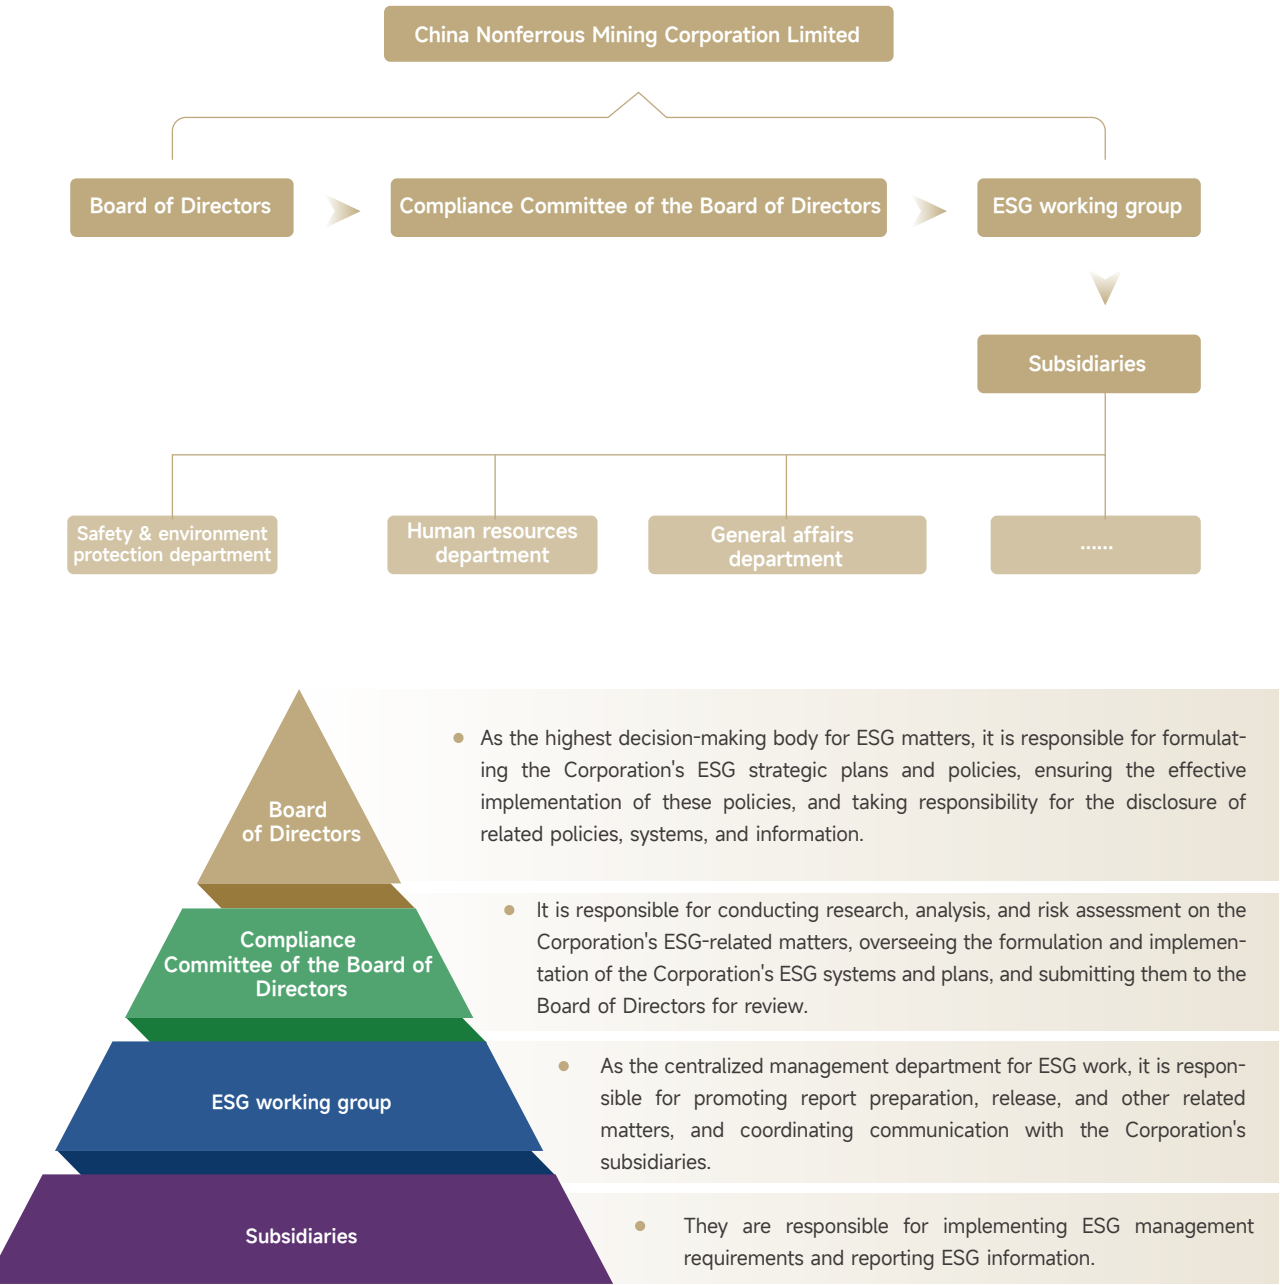 China Nonferrous Mining Corporation Limited
Board of Directors
Compliance Committee of the Board of Directors
ESG working group
Subsidiaries
Safety & environment
protection department
Human resources
department
General affairs
department
......
Board
of Directors
As the highest decision-making body for ESG matters, it is responsible for formulat-
ing the Corporation's ESG strategic plans and policies, ensuring the effective
implementation of these policies, and taking responsibility for the disclosure of
related policies, systems, and information.
Compliance
Committee of the Board of
Directors
It is responsible for conducting research, analysis, and risk assessment on the
Corporation's ESG-related matters, overseeing the formulation and implemen-
tation of the Corporation's ESG systems and plans, and submitting them to the
Board of Directors for review.
ESG working group
As the centralized management department for ESG work, it is respon-
sible for promoting report preparation, release, and other related
matters, and coordinating communication with the Corporation's
subsidiaries.
Subsidiaries
They are responsible for implementing ESG management
requirements and reporting ESG information.